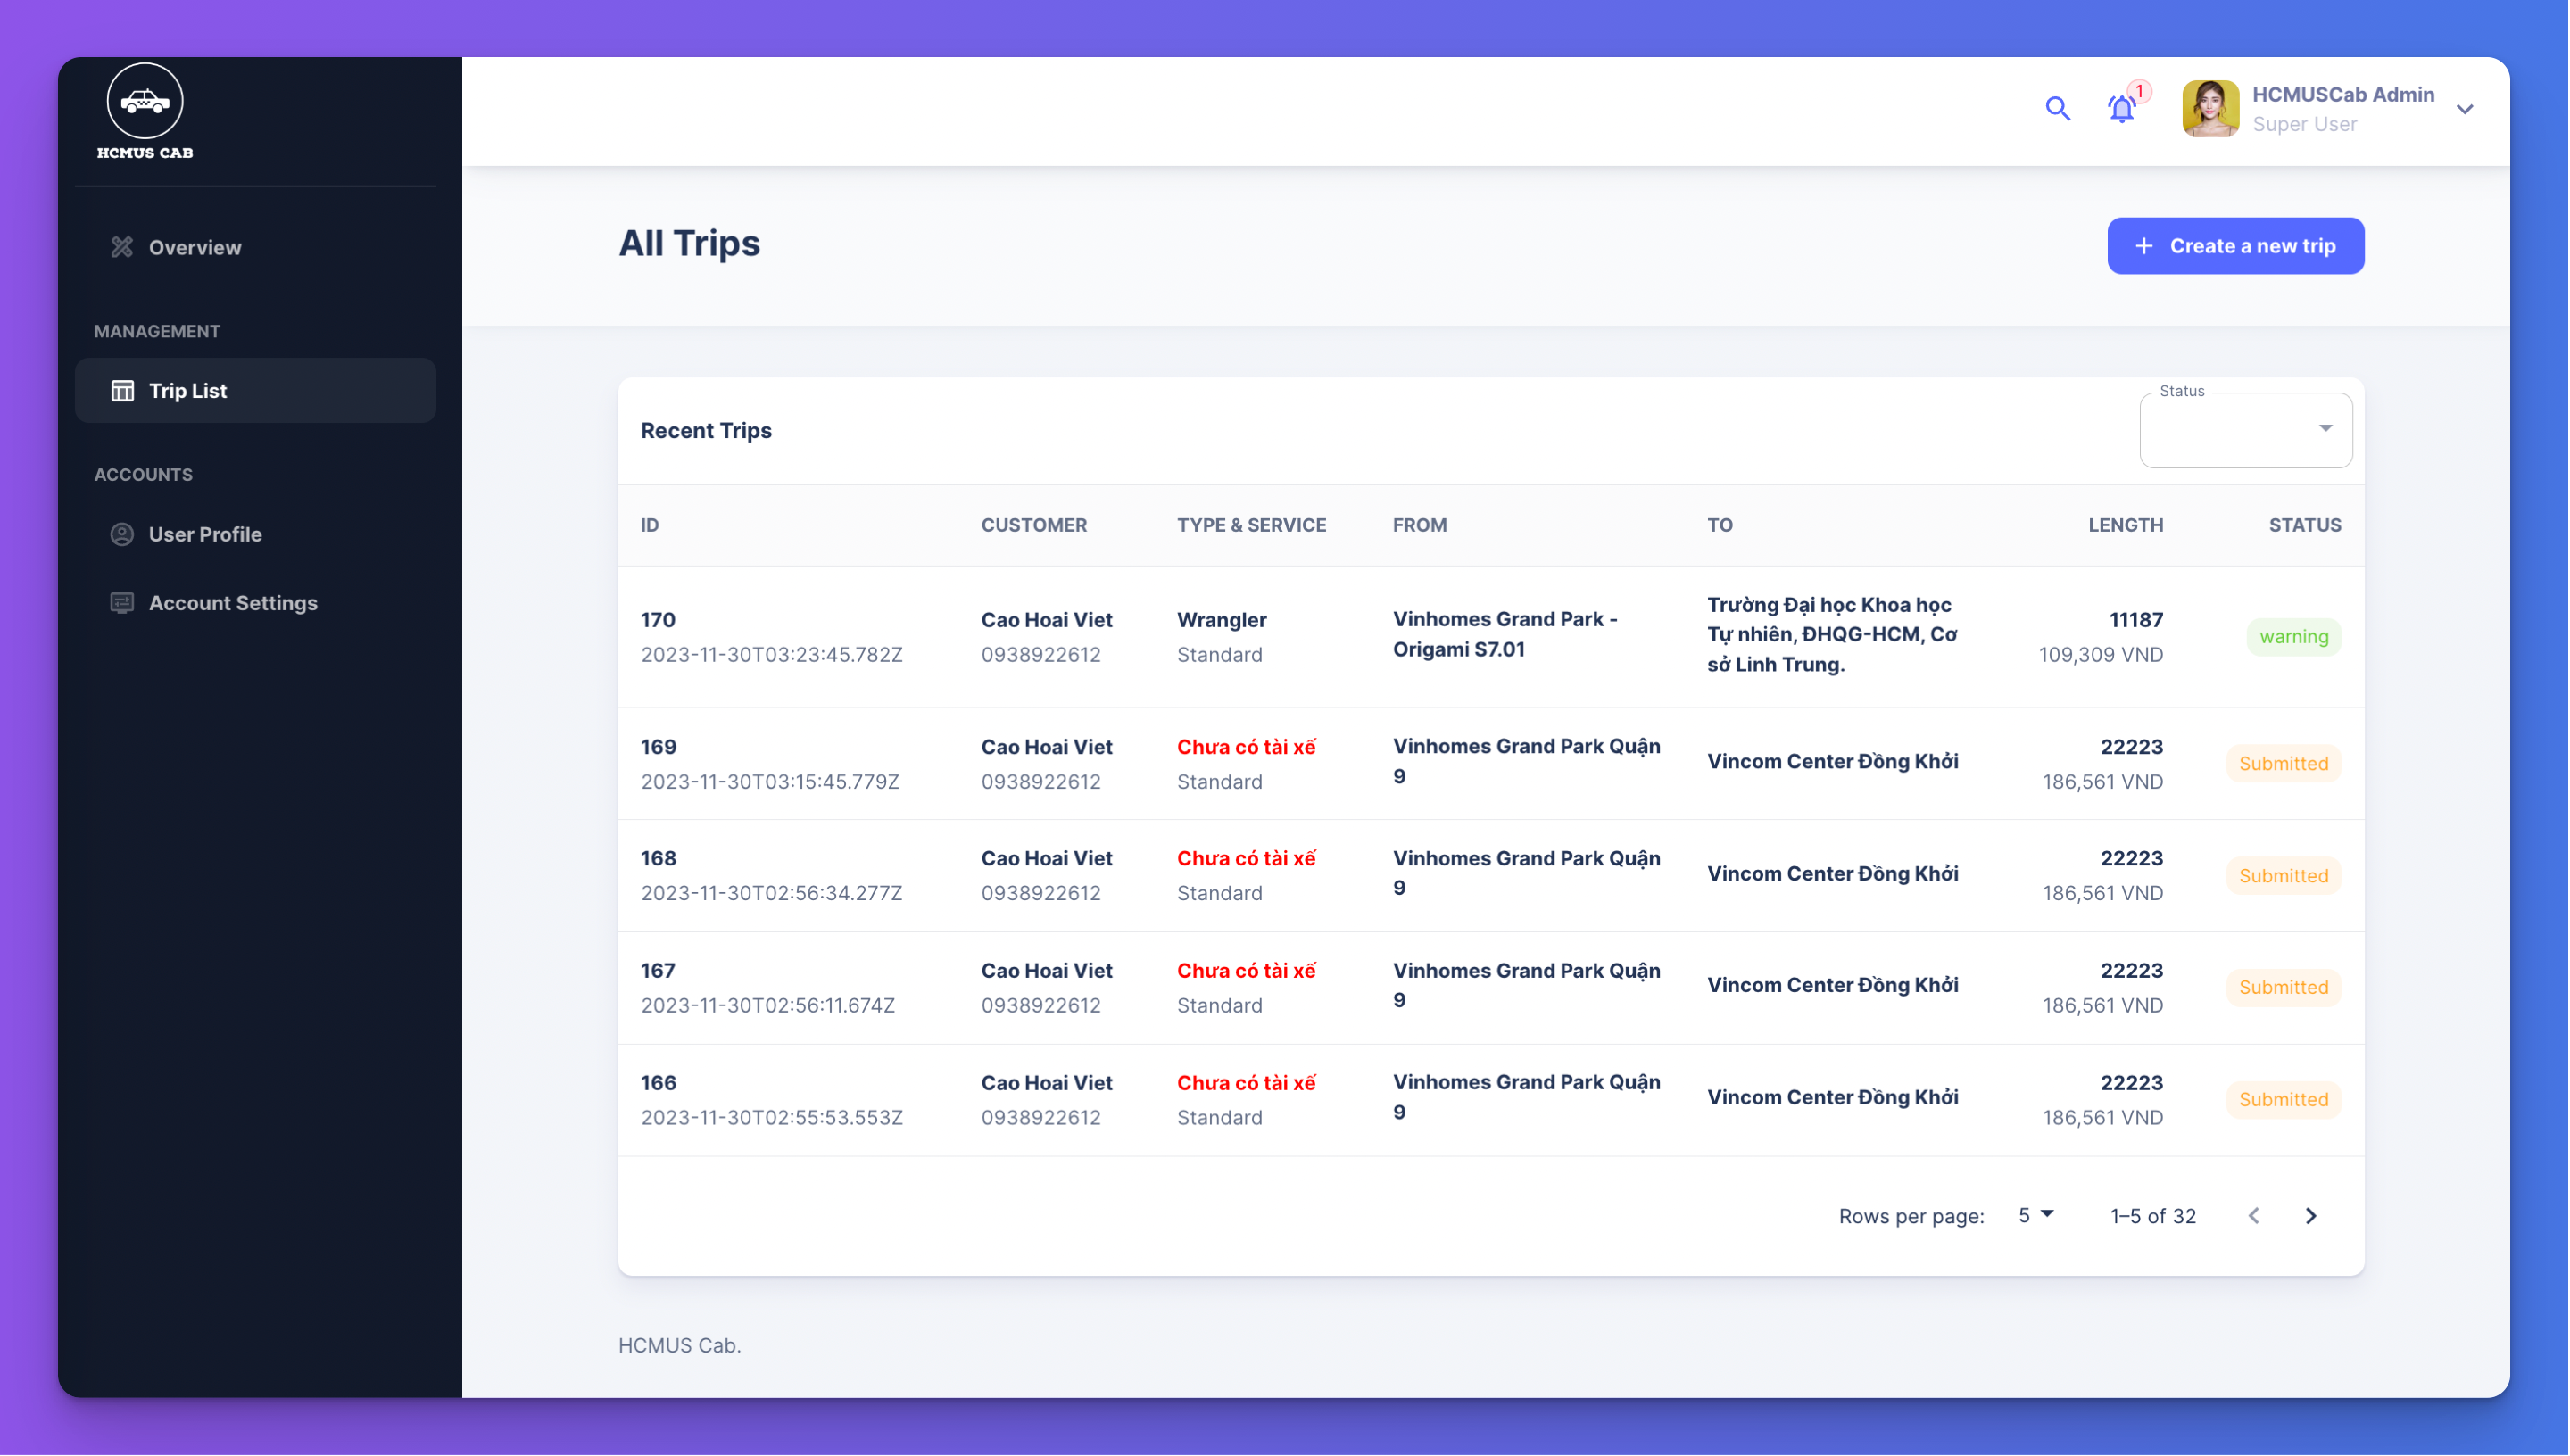 HCMUS CAB
1
HCMUSCab Admin
Super User
Overview
MANAGEMENT
Trip List
ACCOUNTS
User Profile
Account Settings
All Trips
+ Create a new trip
Recent Trips
Status
ID CUSTOMER TYPE & SERVICE FROM TO LENGTH STATUS
170
2023-11-30T03:23:45.782Z
Cao Hoai Viet
0938922612
Wrangler
Standard
Vinhomes Grand Park -
Origami S7.01
Trường Đại học Khoa học
Tự nhiên, ĐHQG-HCM, Cơ
sở Linh Trung.
11187
109,309 VND
warning
169
2023-11-30T03:15:45.779Z
Cao Hoai Viet
0938922612
Chưa có tài xế
Standard
Vinhomes Grand Park Quận
9
Vincom Center Đồng Khởi
22223
186,561 VND
Submitted
168
2023-11-30T02:56:34.277Z
Cao Hoai Viet
0938922612
Chưa có tài xế
Standard
Vinhomes Grand Park Quận
9
Vincom Center Đồng Khởi
22223
186,561 VND
Submitted
167
2023-11-30T02:56:11.674Z
Cao Hoai Viet
0938922612
Chưa có tài xế
Standard
Vinhomes Grand Park Quận
9
Vincom Center Đồng Khởi
22223
186,561 VND
Submitted
166
2023-11-30T02:55:53.553Z
Cao Hoai Viet
0938922612
Chưa có tài xế
Standard
Vinhomes Grand Park Quận
9
Vincom Center Đồng Khởi
22223
186,561 VND
Submitted
Rows per page: 5 1–5 of 32
HCMUS Cab.